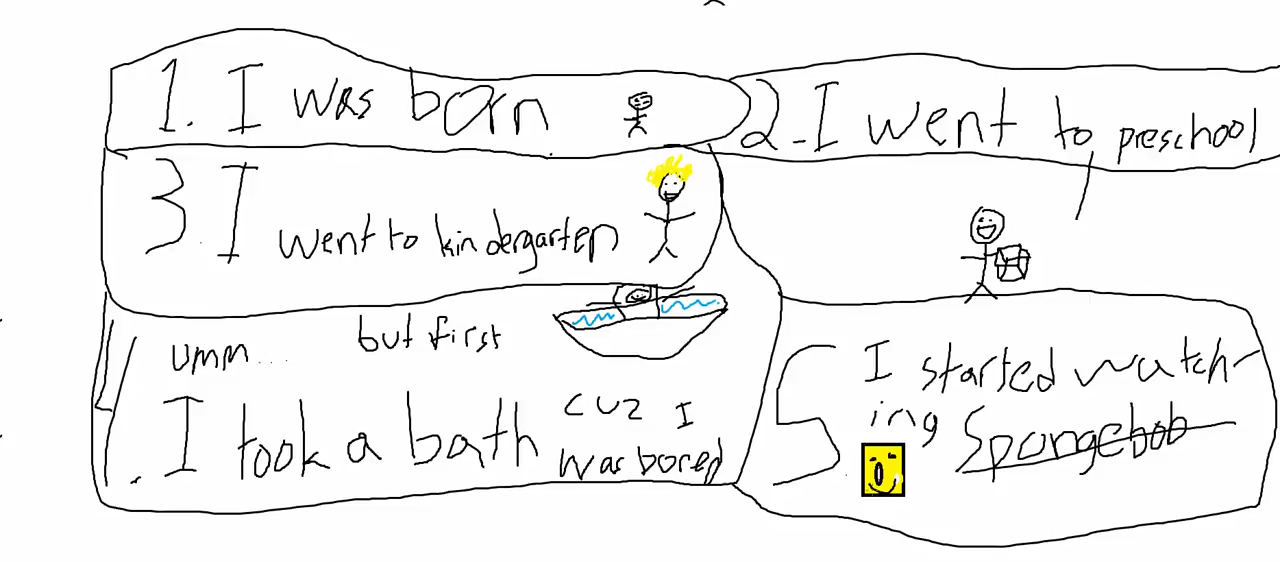 1. I was born
2. I went to preschool
3 I went to kindergarten
umm... but first
4. I took a bath cuz I
was bored
5 I started watch-
ing Spongebob